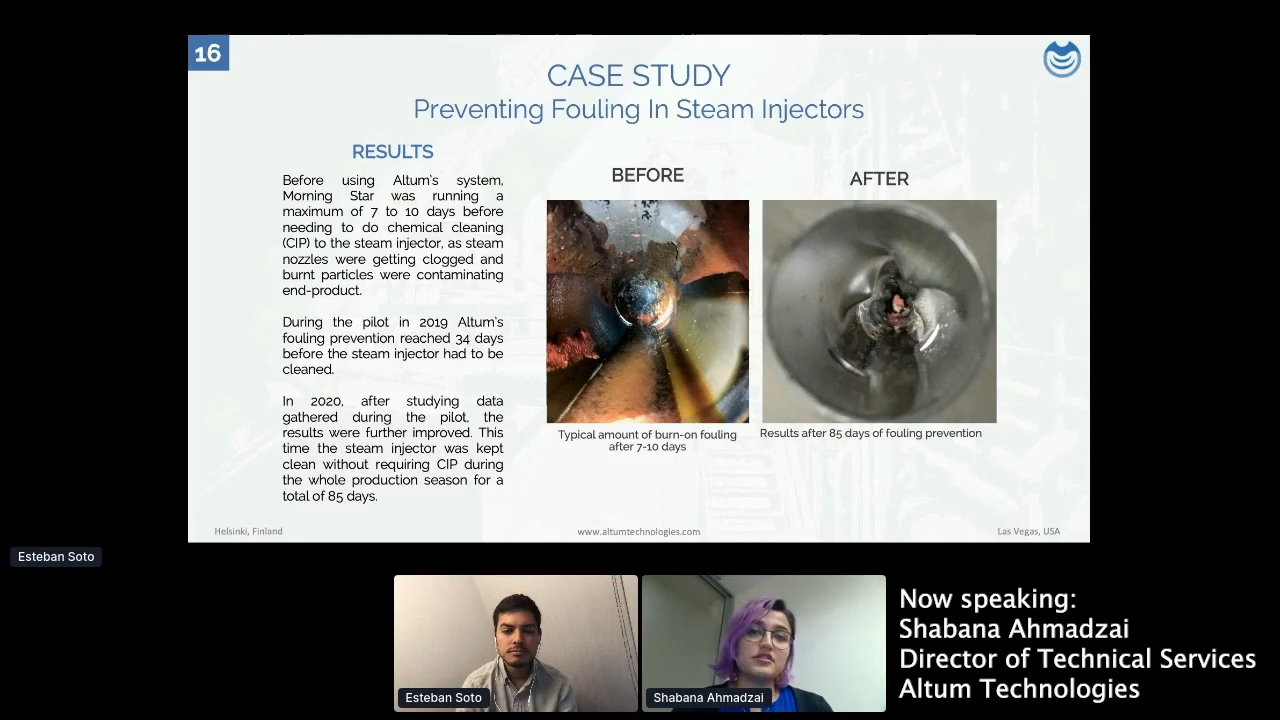 16
CASE STUDY
Preventing Fouling In Steam Injectors
RESULTS
Before using Altum's system,
Morning Star was running a
maximum of 7 to 10 days before
needing to do chemical cleaning
(CIP) to the steam injector, as steam
nozzles were getting clogged and
burnt particles were contaminating
end-product.
During the pilot in 2019 Altum's
fouling prevention reached 34 days
before the steam injector had to be
cleaned.
In 2020, after studying data
gathered during the pilot, the
results were further improved. This
time the steam injector was kept
clean without requiring CIP during
the whole production season for a
total of 85 days.
BEFORE
Typical amount of burn-on fouling
after 7-10 days
AFTER
Results after 85 days of fouling prevention
Helsinki, Finland
www.altumtechnologies.com
Las Vegas, USA
Esteban Soto
Esteban Soto
Shabana Ahmadzai
Now speaking:
Shabana Ahmadzai
Director of Technical Services
Altum Technologies